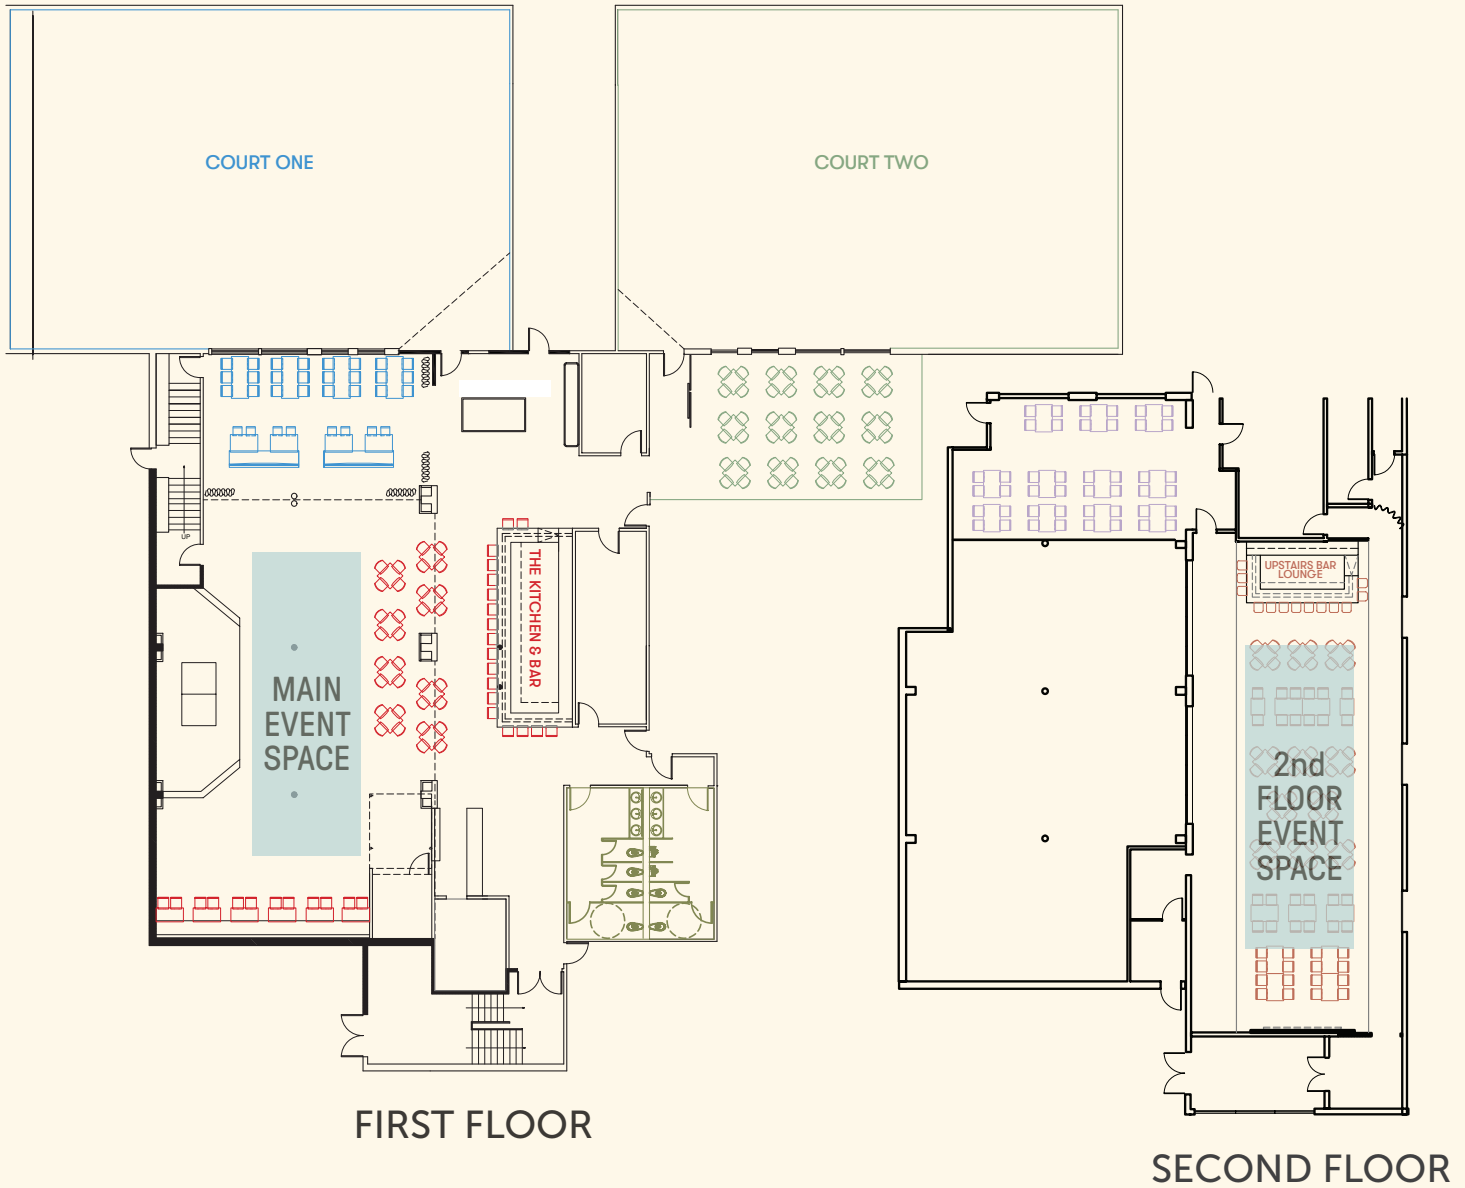 COURT ONE
COURT TWO
UP
THE KITCHEN & BAR
MAIN
EVENT
SPACE
UPSTAIRS BAR
LOUNGE
2nd
FLOOR
EVENT
SPACE
FIRST FLOOR
SECOND FLOOR